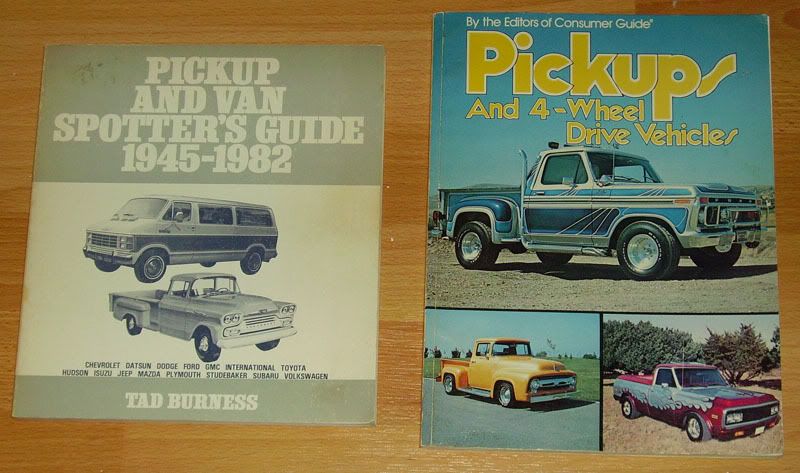 PICKUP
AND VAN
SPOTTER'S GUIDE
1945-1982
CHEVROLET DATSUN DODGE FORD GMC INTERNATIONAL TOYOTA
HUDSON ISUZU JEEP MAZDA PLYMOUTH STUDEBAKER SUBARU VOLKSWAGEN
TAD BURNESS
By the Editors of Consumer Guide®
Pickups
And 4-Wheel
Drive Vehicles